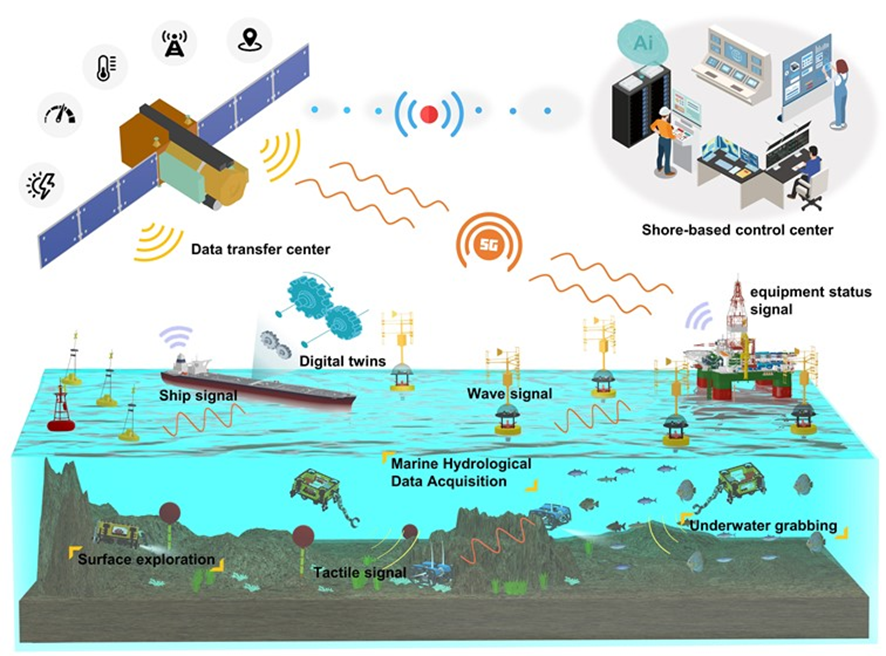 Ai
Shore-based control center
Data transfer center
5G
equipment status
signal
Digital twins
Ship signal
Wave signal
Marine Hydrological
Data Acquisition
Underwater grabbing
Surface exploration
Tactile signal